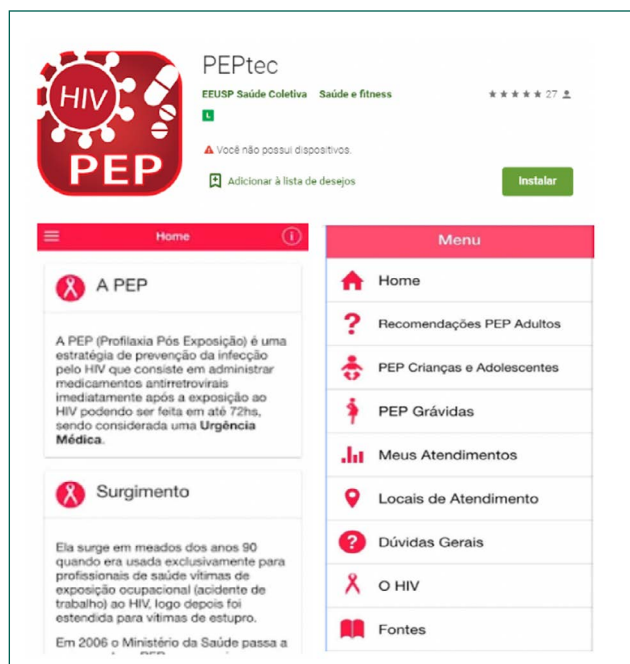 HIV
PEP
PEPtec
EEUSP Saúde Coletiva Saúde e fitness
27
L
Você não possui dispositivos.
Adicionar à lista de desejos
Instalar
Home
A PEP
A PEP (Profilaxia Pós Exposição) é uma
estratégia de prevenção da infecção
pelo HIV que consiste em administrar
medicamentos antirretrovirais
imediatamente após a exposição ao
HIV podendo ser feita em até 72hs,
sendo considerada uma Urgência
Médica.
Surgimento
Ela surge em meados dos anos 90
quando era usada exclusivamente para
profissionais de saúde vítimas de
exposição ocupacional (acidente de
trabalho) ao HIV, logo depois foi
estendida para vítimas de estupro.
Em 2006 o Ministério da Saúde passa a
Menu
Home
Recomendações PEP Adultos
PEP Crianças e Adolescentes
PEP Grávidas
Meus Atendimentos
Locais de Atendimento
Dúvidas Gerais
O HIV
Fontes